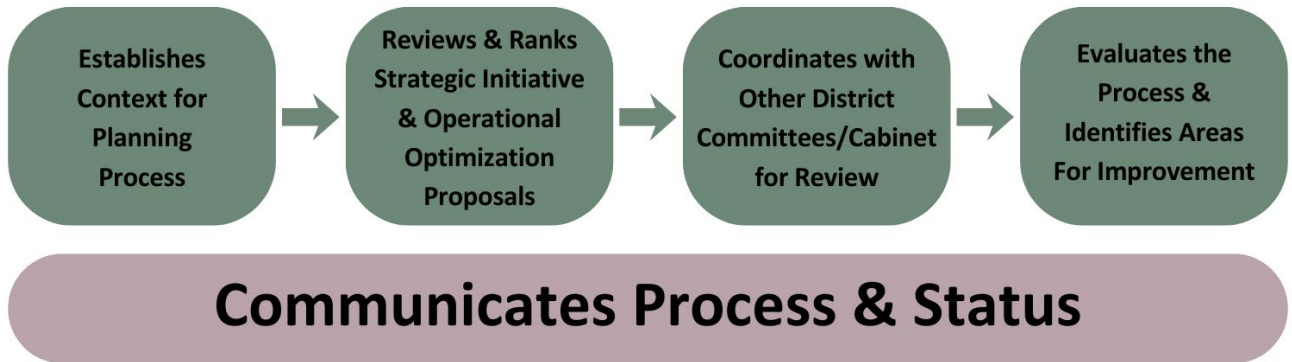 Establishes
Context for
Planning
Process
Reviews & Ranks
Strategic Initiative
& Operational
Optimization
Proposals
Coordinates with
Other District
Committees/Cabinet
for Review
Evaluates the
Process &
Identifies Areas
For Improvement
Communicates Process & Status